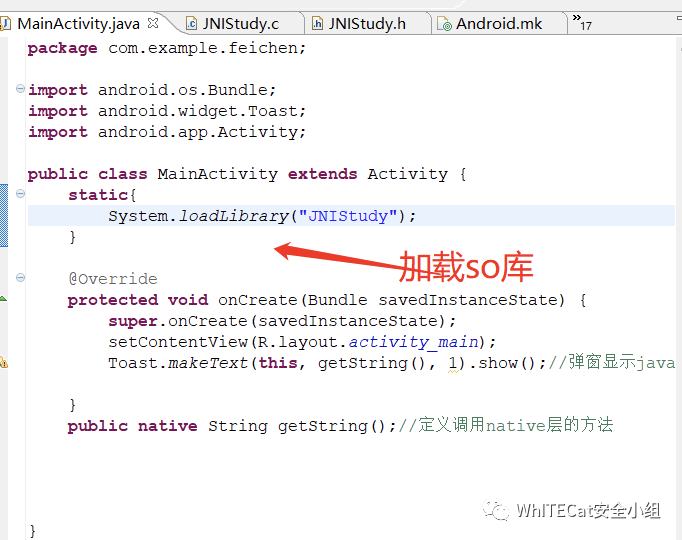 MainActivity.java JNIStudy.c JNIStudy.h Android.mk »17
package com.example.feichen;
import android.os.Bundle;
import android.widget.Toast;
import android.app.Activity;
public class MainActivity extends Activity {
static{
System.loadLibrary("JNIStudy");
}
加载so库
@Override
protected void onCreate(Bundle savedInstanceState) {
super.onCreate(savedInstanceState);
setContentView(R.layout.activity_main);
Toast.makeText(this, getString(), 1).show();//弹窗显示java
}
public native String getString();//定义调用native层的方法
WhITECat安全小组
}